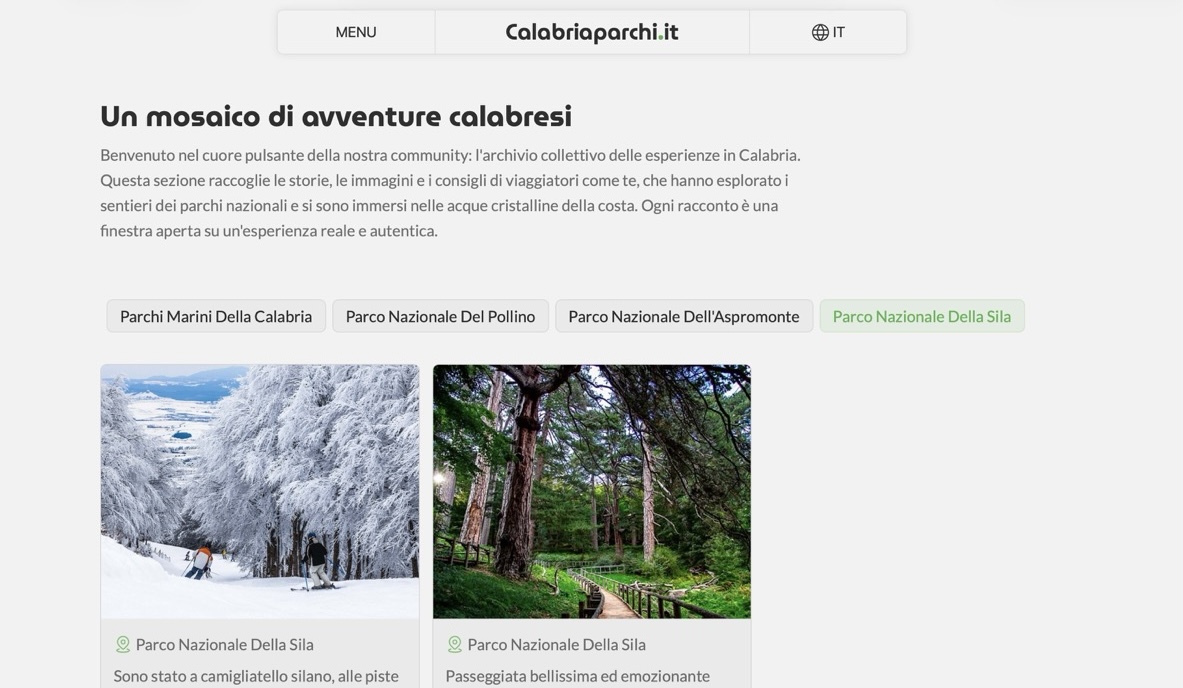 MENU
Calabriaparchi.it
IT
Un mosaico di avventure calabresi
Benvenuto nel cuore pulsante della nostra community: l'archivio collettivo delle esperienze in Calabria.
Questa sezione raccoglie le storie, le immagini e i consigli di viaggiatori come te, che hanno esplorato i
sentieri dei parchi nazionali e si sono immersi nelle acque cristalline della costa. Ogni racconto è una
finestra aperta su un'esperienza reale e autentica.
Parchi Marini Della Calabria
Parco Nazionale Del Pollino
Parco Nazionale Dell'Aspromonte
Parco Nazionale Della Sila
Parco Nazionale Della Sila
Sono stato a camigliatello silano, alle piste
Parco Nazionale Della Sila
Passeggiata bellissima ed emozionante